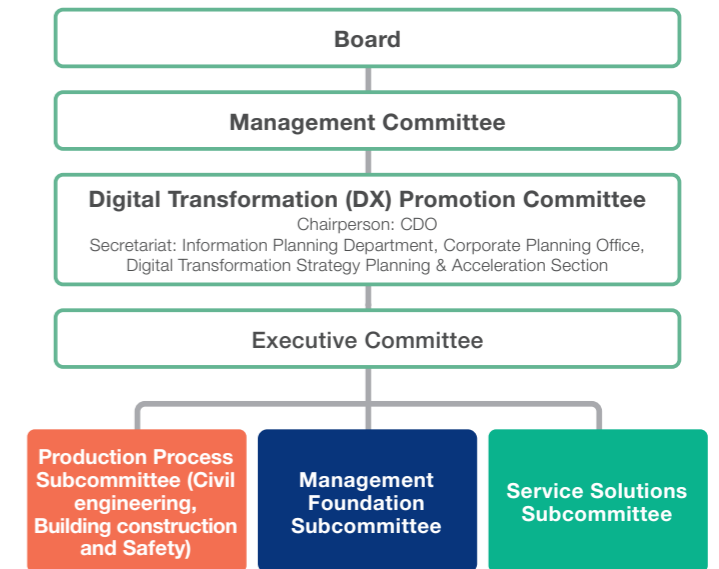 Board
Management Committee
Digital Transformation (DX) Promotion Committee
Chairperson: CDO
Secretariat: Information Planning Department, Corporate Planning Office,
Digital Transformation Strategy Planning & Acceleration Section
Executive Committee
Production Process
Subcommittee (Civil
engineering,
Building construction
and Safety)
Management
Foundation
Subcommittee
Service Solutions
Subcommittee